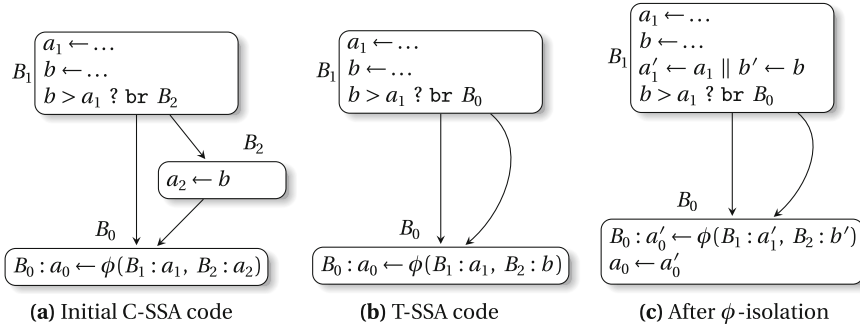 a₁ ← …
b ← …
b > a₁ ? br B₂
B₁
B₂
a₂ ← b
B₀
B₀ : a₀ ← ϕ(B₁ : a₁, B₂ : a₂)
(a) Initial C-SSA code
a₁ ← …
b ← …
b > a₁ ? br B₀
B₁
B₀
B₀ : a₀ ← ϕ(B₁ : a₁, B₂ : b)
(b) T-SSA code
a₁ ← …
b ← …
a′₁ ← a₁ ∥ b′ ← b
b > a₁ ? br B₀
B₁
B₀
B₀ : a′₀ ← ϕ(B₁ : a′₁, B₂ : b′)
a₀ ← a′₀
(c) After ϕ-isolation